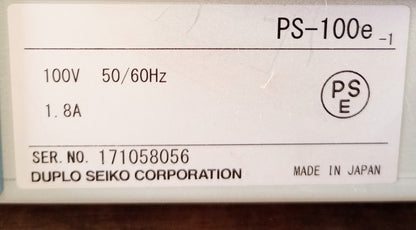 PS-100e -1
100V 50/60Hz
1.8A
PS
E
SER. NO. 171058056
DUPLO SEIKO CORPORATION
MADE IN JAPAN